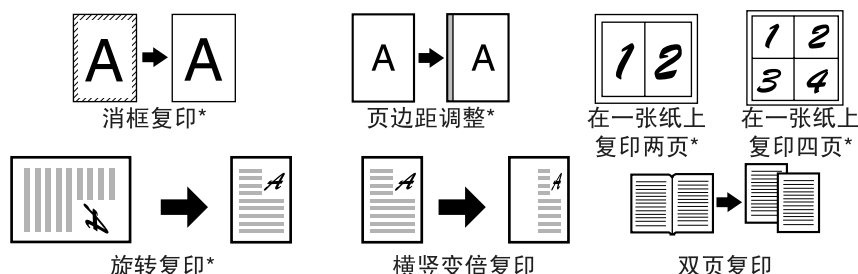 A A
消框复印*
A A
页边距调整*
1 2
在一张纸上
复印两页*
1 2
3 4
在一张纸上
复印四页*
A A
旋转复印*
A A
横竖变倍复印
双页复印